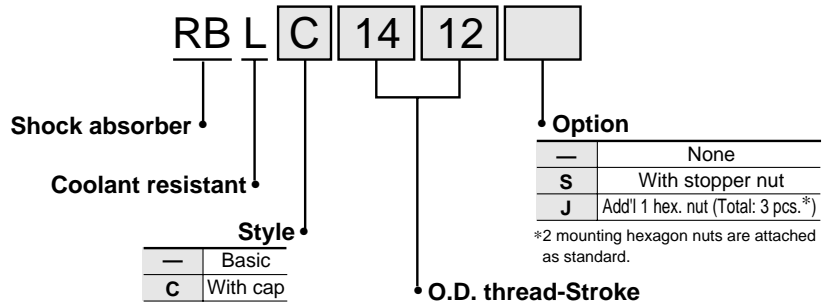 RB L C 14 12
Shock absorber
Coolant resistant
Style
— Basic
C With cap
O.D. thread-Stroke
Option
— None
S With stopper nut
J Add'l 1 hex. nut (Total: 3 pcs.*)
*2 mounting hexagon nuts are attached
as standard.